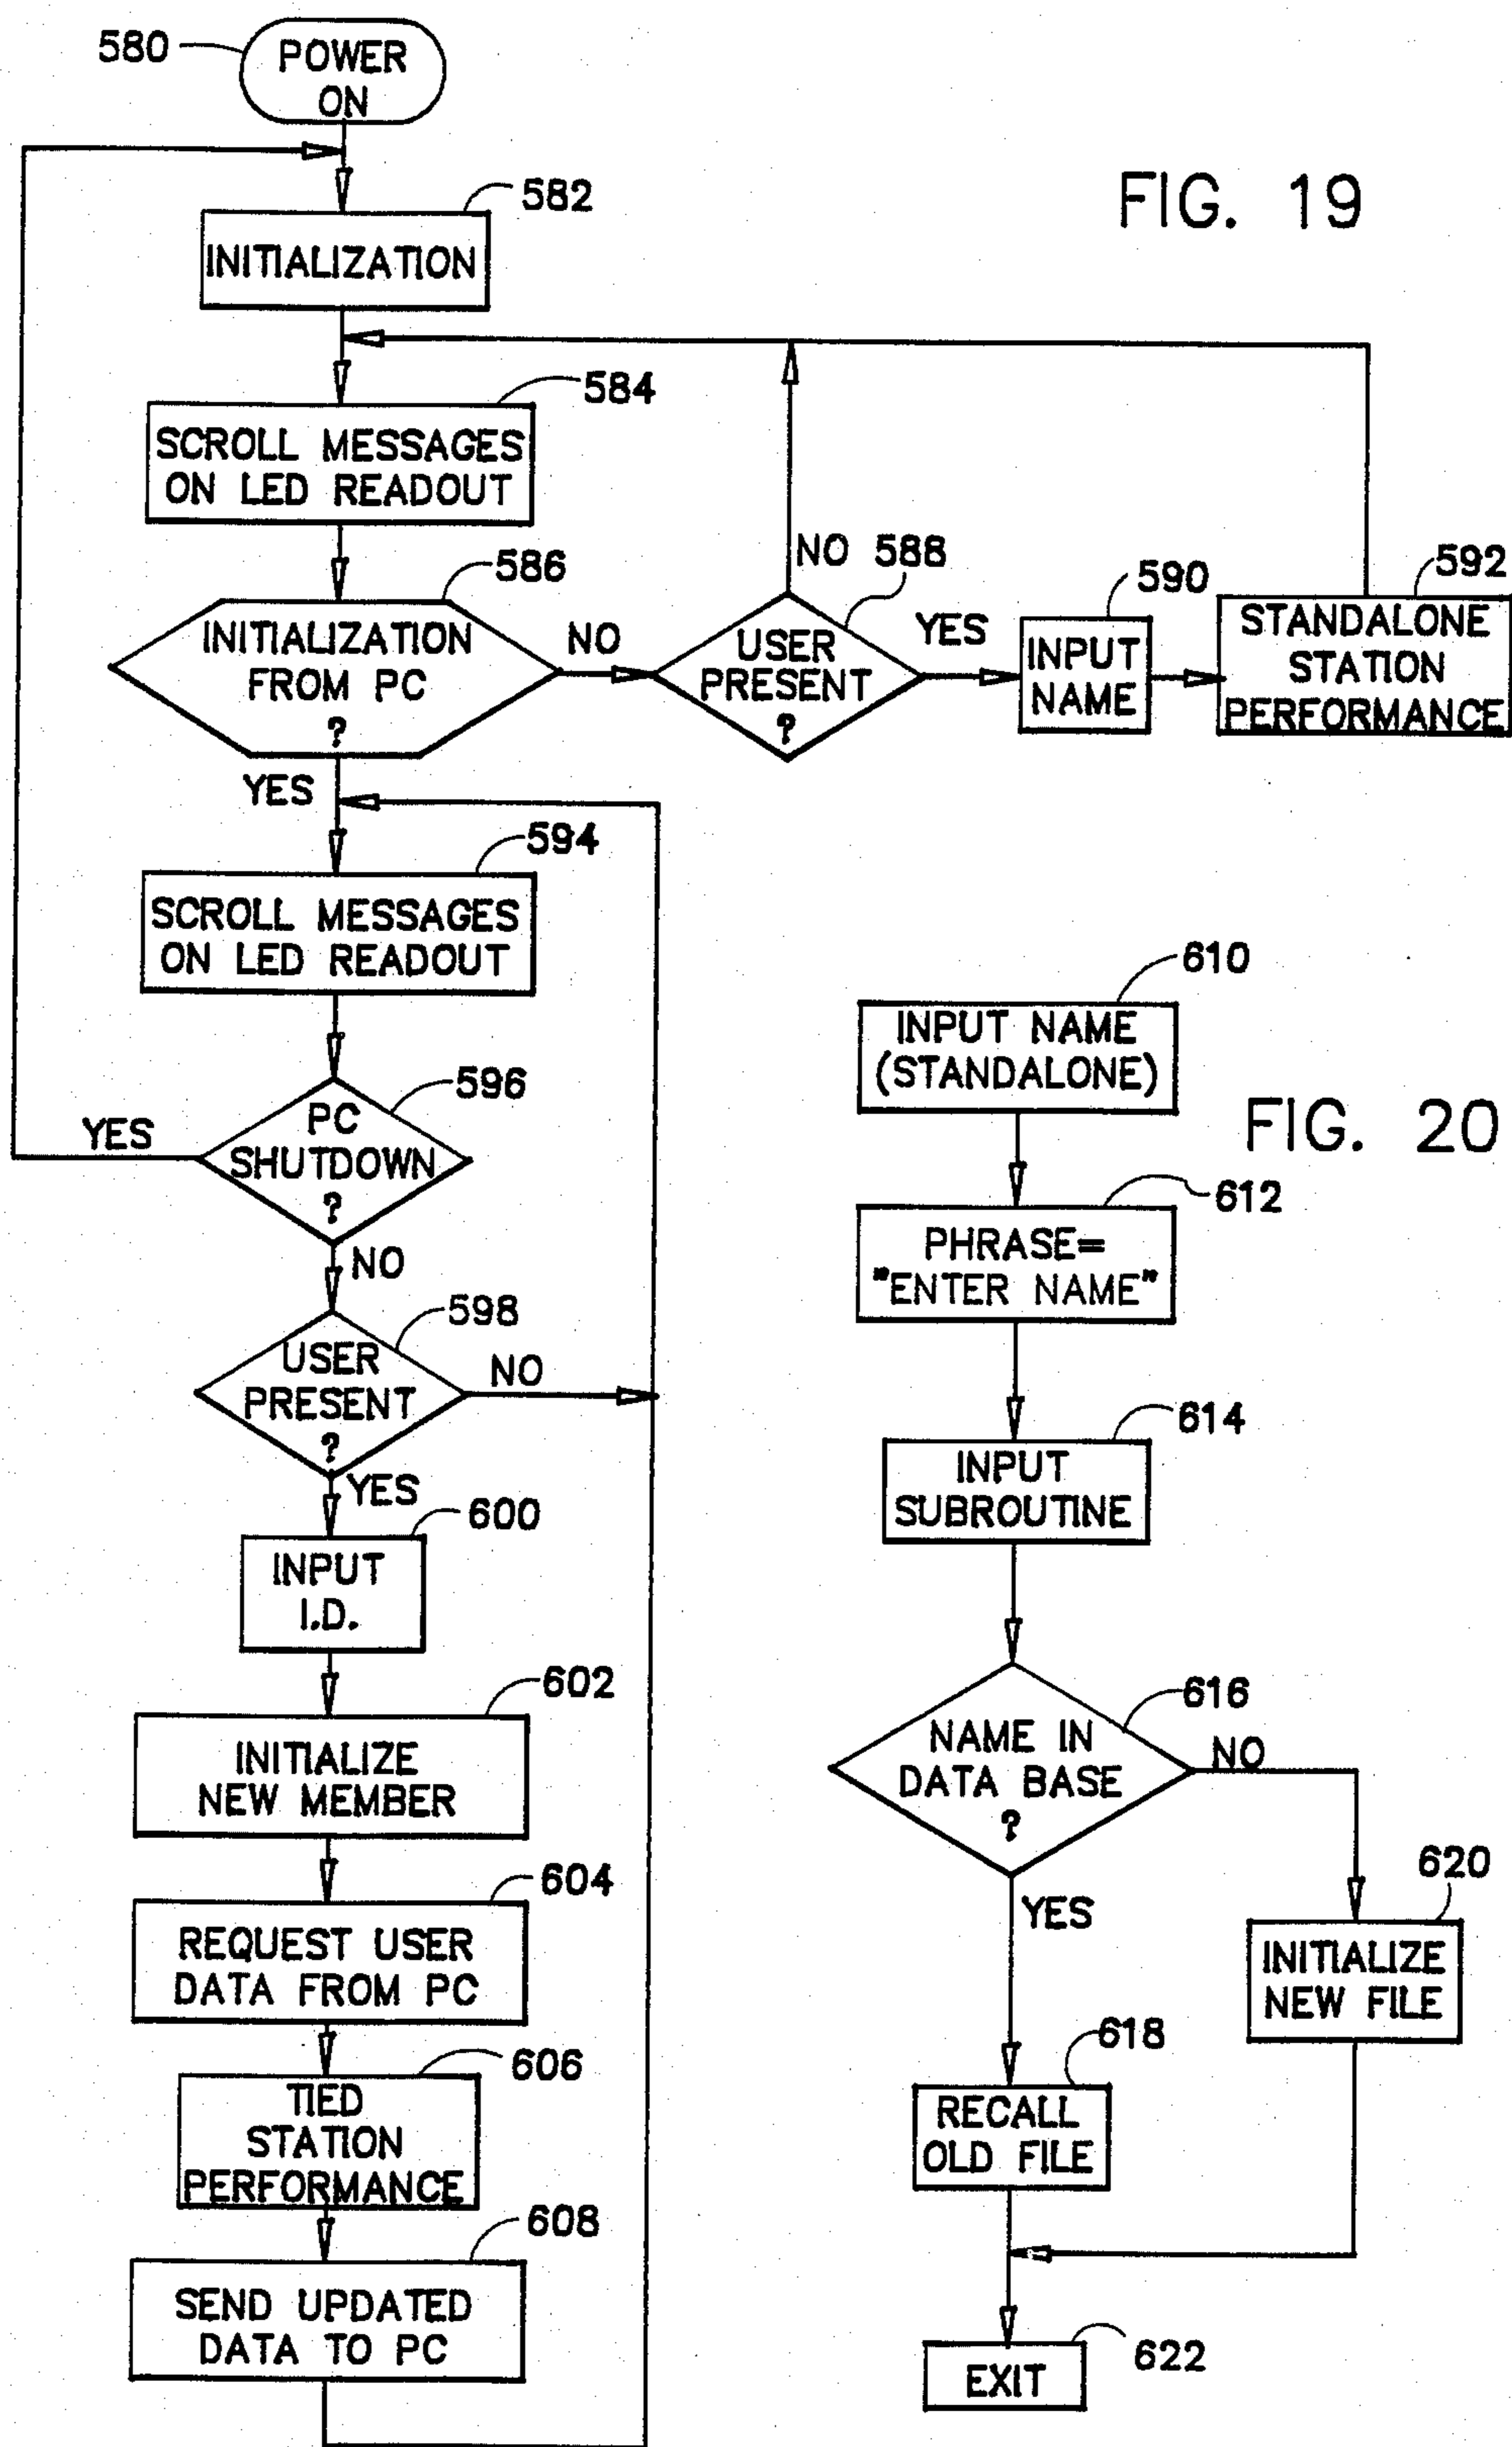 580
POWER
ON
582
INITIALIZATION
FIG. 19
584
SCROLL MESSAGES
ON LED READOUT
586
INITIALIZATION
FROM PC
?
NO
NO
588
USER
PRESENT
?
YES
590
INPUT
NAME
592
STANDALONE
STATION
PERFORMANCE
YES
594
SCROLL MESSAGES
ON LED READOUT
596
PC
SHUTDOWN
?
YES
NO
598
USER
PRESENT
?
NO
YES
600
INPUT
I.D.
602
INITIALIZE
NEW MEMBER
604
REQUEST USER
DATA FROM PC
606
TIED
STATION
PERFORMANCE
608
SEND UPDATED
DATA TO PC
610
INPUT NAME
(STANDALONE)
FIG. 20
612
PHRASE=
"ENTER NAME"
614
INPUT
SUBROUTINE
616
NAME IN
DATA BASE
?
NO
YES
620
INITIALIZE
NEW FILE
618
RECALL
OLD FILE
622
EXIT